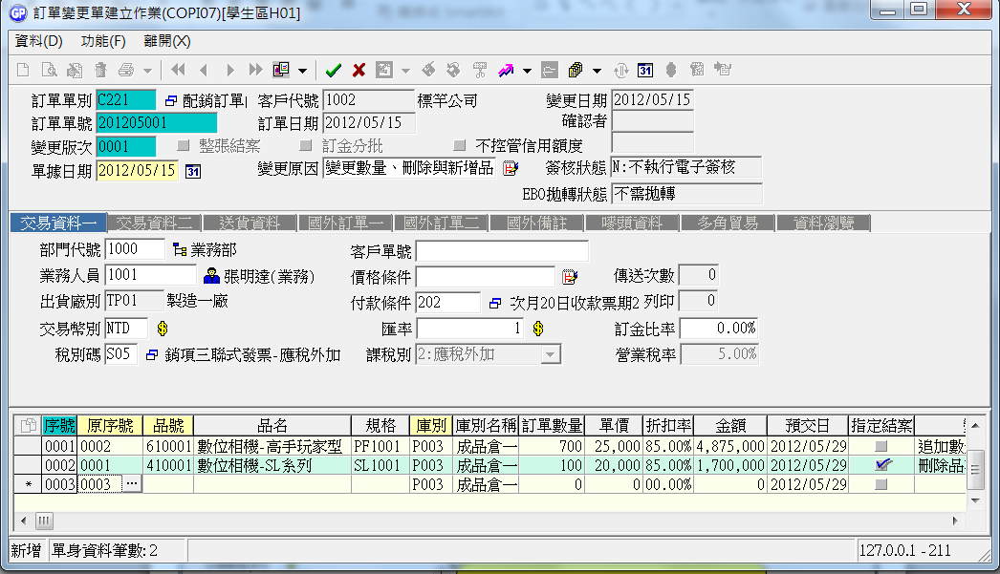 GP 訂單變更單建立作業(COPI07)[學生區H01]
資料(D) 功能(F) 離開(X)
訂單單別 C221 配銷訂單 客戶代號 1002 標竿公司 變更日期 2012/05/15
訂單單號 201205001 訂單日期 2012/05/15 確認者
變更版次 0001 整張結案 訂金分批 不控管信用額度
單據日期 2012/05/15 31 變更原因 變更數量、刪除與新增品 簽核狀態 N:不執行電子簽核
EBO拋轉狀態 不需拋轉
交易資料一 交易資料二 送貨資料 國外訂單一 國外訂單二 國外備註 嘜頭資料 多角貿易 資料瀏覽
部門代號 1000 業務部 客戶單號
業務人員 1001 張明達(業務) 價格條件 傳送次數 0
出貨廠別 TP01 製造一廠 付款條件 202 次月20日收款票期2 列印 0
交易幣別 NTD 匯率 1 訂金比率 0.00%
稅別碼 S05 銷項三聯式發票-應稅外加 課稅別 2:應稅外加 營業稅率 5.00%
序號 原序號 品號 品名 規格 庫別 庫別名稱 訂單數量 單價 折扣率 金額 預交日 指定結案
0001 0002 610001 數位相機-高手玩家型 PF1001 P003 成品倉一 700 25,000 85.00% 4,875,000 2012/05/29 追加數
0002 0001 410001 數位相機-SL系列 SL1001 P003 成品倉一 100 20,000 85.00% 1,700,000 2012/05/29 刪除品
* 0003 0003 ... P003 成品倉一 0 0 00.00% 0 2012/05/29
新增 單身資料筆數: 2 127.0.0.1 - 211